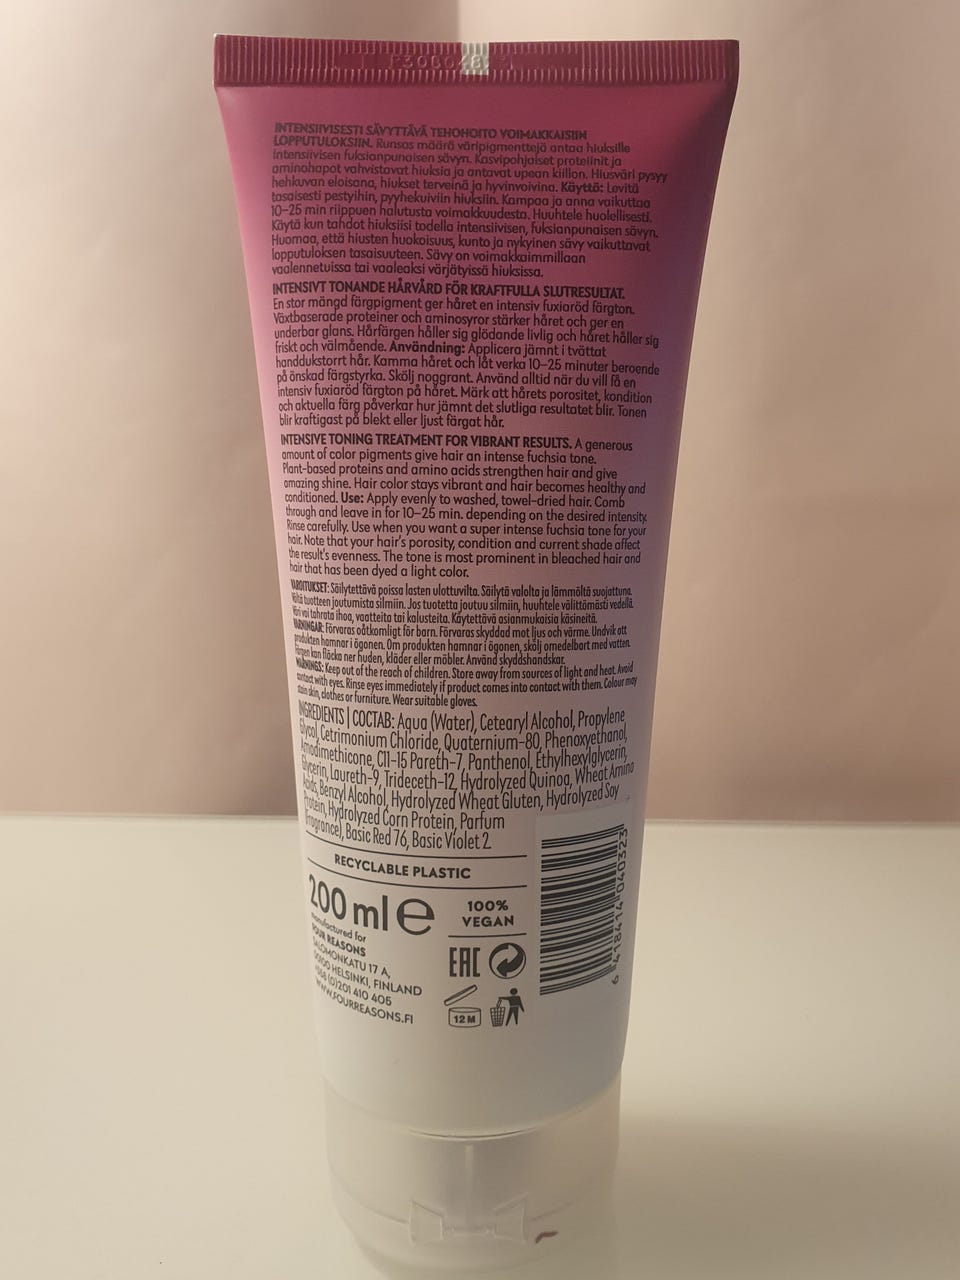 INTENSIIVISESTI SÄVYTTÄVÄ TEHOHOITO VOIMAKKAISIIN
LOPPUTULOKSIIN. Runsas määrä väripigmenttejä antaa hiuksille
intensiivisen fuksianpunaisen sävyn. Kasvipohjaiset proteiinit ja
aminohapot vahvistavat hiuksia ja antavat upean kiillon. Hiusväri pysyy
hehkuvan eloisana, hiukset terveinä ja hyvinvoivina. Käyttö: Levitä
tasaisesti pestyihin, pyyhekuiviin hiuksiin. Kampaa ja anna vaikuttaa
10–25 min riippuen halutusta voimakkuudesta. Huuhtele huolellisesti.
Käytä kun tahdot hiuksiisi todella intensiivisen, fuksianpunaisen sävyn.
Huomaa, että hiusten huokoisuus, kunto ja nykyinen sävy vaikuttavat
lopputuloksen tasaisuuteen. Sävy on voimakkaimmillaan
vaalennetuissa tai vaaleaksi värjätyissä hiuksissa.
INTENSIVT TONANDE HÅRVÅRD FÖR KRAFTFULLA SLUTRESULTAT.
En stor mängd färgpigment ger håret en intensiv fuxiaröd färgton.
Växtbaserade proteiner och aminosyror stärker håret och ger en
underbar glans. Hårfärgen håller sig glödande livlig och håret håller sig
friskt och välmående. Användning: Applicera jämnt i tvättat
handdukstorrt hår. Kamma håret och låt verka 10–25 minuter beroende
på önskad färgstyrka. Skölj noggrant. Använd alltid när du vill få en
intensiv fuxiaröd färgton på håret. Märk att hårets porositet, kondition
och aktuella färg påverkar hur jämnt det slutliga resultatet blir. Tonen
blir kraftigast på blekt eller ljust färgat hår.
INTENSIVE TONING TREATMENT FOR VIBRANT RESULTS. A generous
amount of color pigments give hair an intense fuchsia tone.
Plant-based proteins and amino acids strengthen hair and give
amazing shine. Hair color stays vibrant and hair becomes healthy and
conditioned. Use: Apply evenly to washed, towel-dried hair. Comb
through and leave in for 10–25 min. depending on the desired intensity.
Rinse carefully. Use when you want a super intense fuchsia tone for your
hair. Note that your hair's porosity, condition and current shade affect
the result's evenness. The tone is most prominent in bleached hair and
hair that has been dyed a light color.
VAROITUKSET: Säilytettävä poissa lasten ulottuvilta. Säilytä valolta ja lämmöltä suojattuna.
Vältä tuotteen joutumista silmiin. Jos tuotetta joutuu silmiin, huuhtele välittömästi vedellä.
Väri voi tahrata ihoa, vaatteita tai kalusteita. Käytettävä asianmukaisia käsineitä.
VARNINGAR: Förvaras oåtkomligt för barn. Förvaras skyddad mot ljus och värme. Undvik att
produkten hamnar i ögonen. Om produkten hamnar i ögonen, skölj omedelbart med vatten.
Färgen kan fläcka ner huden, kläder eller möbler. Använd skyddshandskar.
WARNINGS: Keep out of the reach of children. Store away from sources of light and heat. Avoid
contact with eyes. Rinse eyes immediately if product comes into contact with them. Colour may
stain skin, clothes or furniture. Wear suitable gloves.
INGREDIENTS | СОСТАВ: Aqua (Water), Cetearyl Alcohol, Propylene
Glycol, Cetrimonium Chloride, Quaternium-80, Phenoxyethanol,
Amodimethicone, C11-15 Pareth-7, Panthenol, Ethylhexylglycerin,
Glycerin, Laureth-9, Trideceth-12, Hydrolyzed Quinoa, Wheat Amino
Acids, Benzyl Alcohol, Hydrolyzed Wheat Gluten, Hydrolyzed Soy
Protein, Hydrolyzed Corn Protein, Parfum
(Fragrance), Basic Red 76, Basic Violet 2
RECYCLABLE PLASTIC
200 ml e
100%
VEGAN
manufactured for
FOUR REASONS
SALOMONKATU 17 A,
00100 HELSINKI, FINLAND
+358 (0)201 410 405
WWW.FOURREASONS.FI
EAC
12 M
6 418414 040323